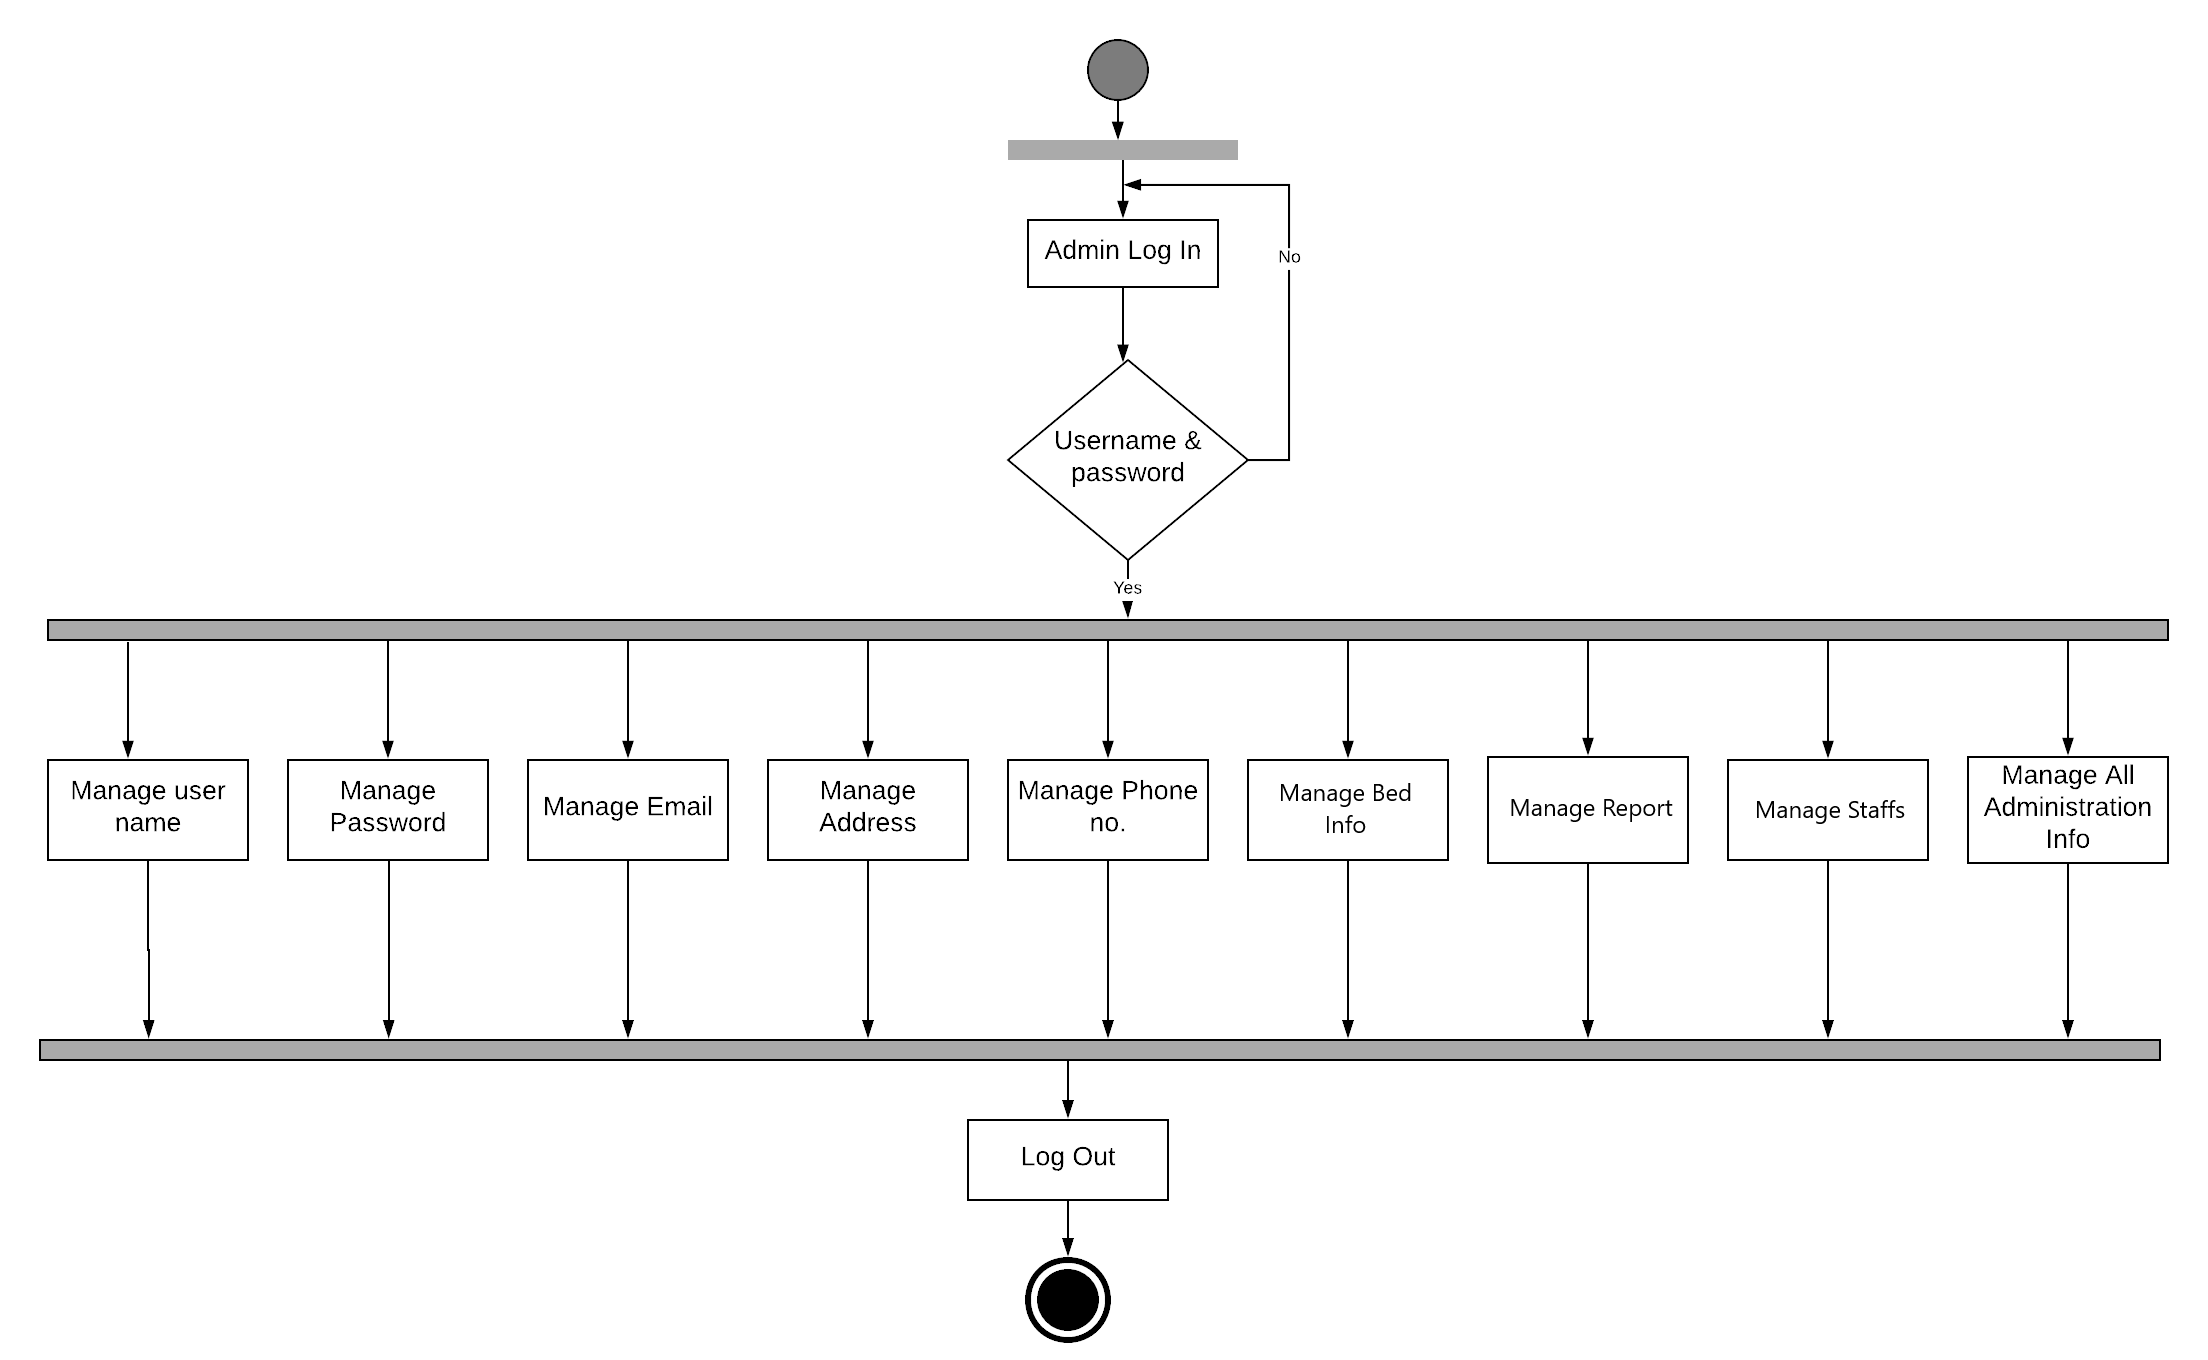 Admin Log In
No
Username &
password
Yes
Manage user
name
Manage
Password
Manage Email
Manage
Address
Manage Phone
no.
Manage Bed
Info
Manage Report
Manage Staffs
Manage All
Administration
Info
Log Out